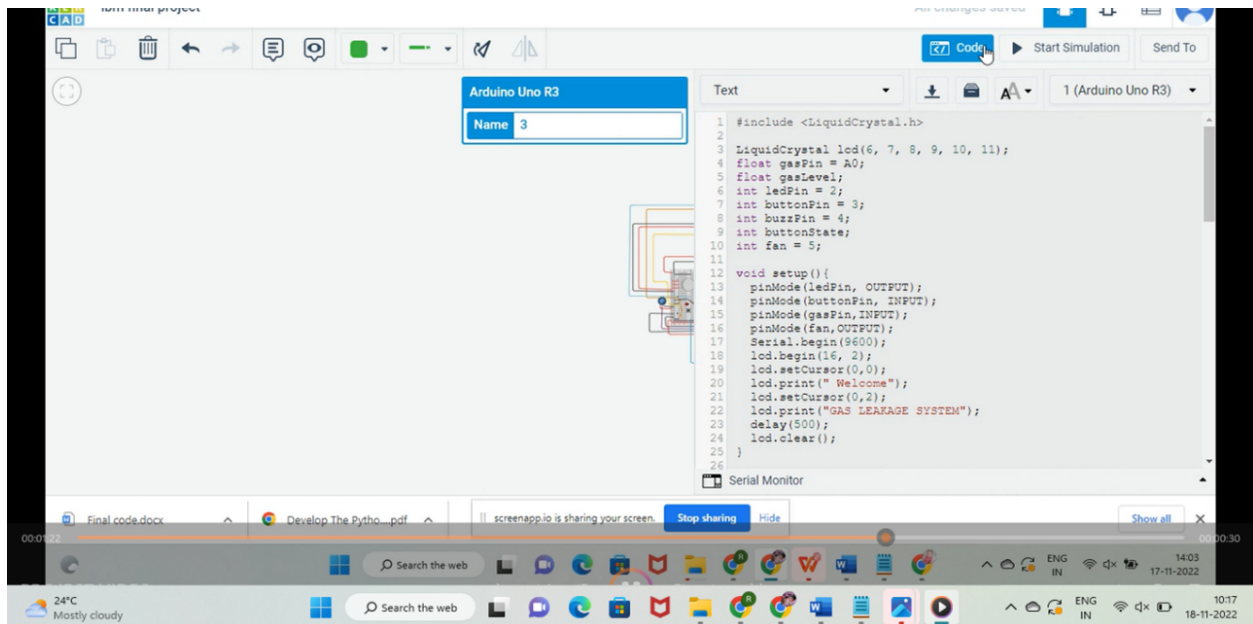 CAD
ibm final project
All changes saved
Code
Start Simulation
Send To
Arduino Uno R3
Name 3
Text
1 (Arduino Uno R3)
1 #include <LiquidCrystal.h>
2
3 LiquidCrystal lcd(6, 7, 8, 9, 10, 11);
4 float gasPin = A0;
5 float gasLevel;
6 int ledPin = 2;
7 int buttonPin = 3;
8 int buzzPin = 4;
9 int buttonState;
10 int fan = 5;
11
12 void setup(){
13 pinMode(ledPin, OUTPUT);
14 pinMode(buttonPin, INPUT);
15 pinMode(gasPin,INPUT);
16 pinMode(fan,OUTPUT);
17 Serial.begin(9600);
18 lcd.begin(16, 2);
19 lcd.setCursor(0,0);
20 lcd.print(" Welcome");
21 lcd.setCursor(0,2);
22 lcd.print("GAS LEAKAGE SYSTEM");
23 delay(500);
24 lcd.clear();
25 }
26
Serial Monitor
Final code.docx
Develop The Pytho....pdf
screenapp.io is sharing your screen.
Stop sharing
Hide
Show all
00:01:22
00:00:30
Search the web
ENG
IN
14:03
17-11-2022
24°C
Mostly cloudy
Search the web
ENG
IN
10:17
18-11-2022